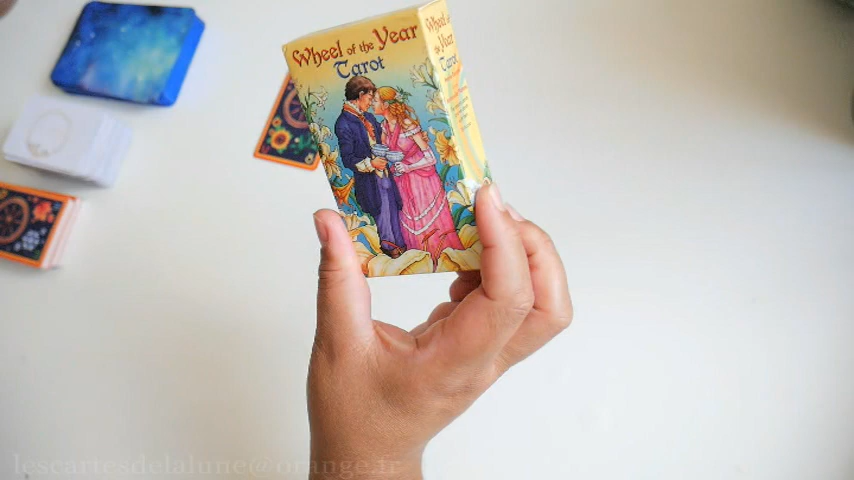 Wheel of the Year
Tarot
Wheel of
the Year
Tarot
lescartesdelalune@orange.fr